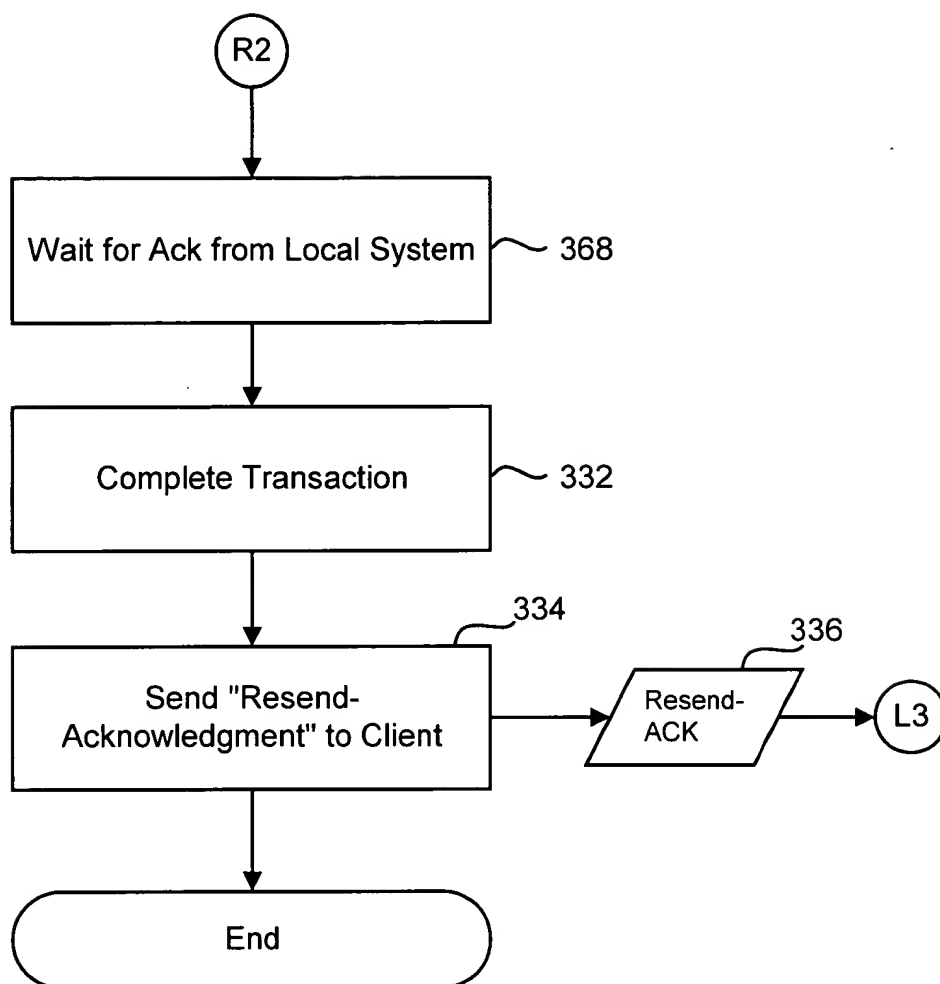 R2
Wait for Ack from Local System
368
Complete Transaction
332
334
336
Send "Resend-
Acknowledgment" to Client
Resend-
ACK
L3
End